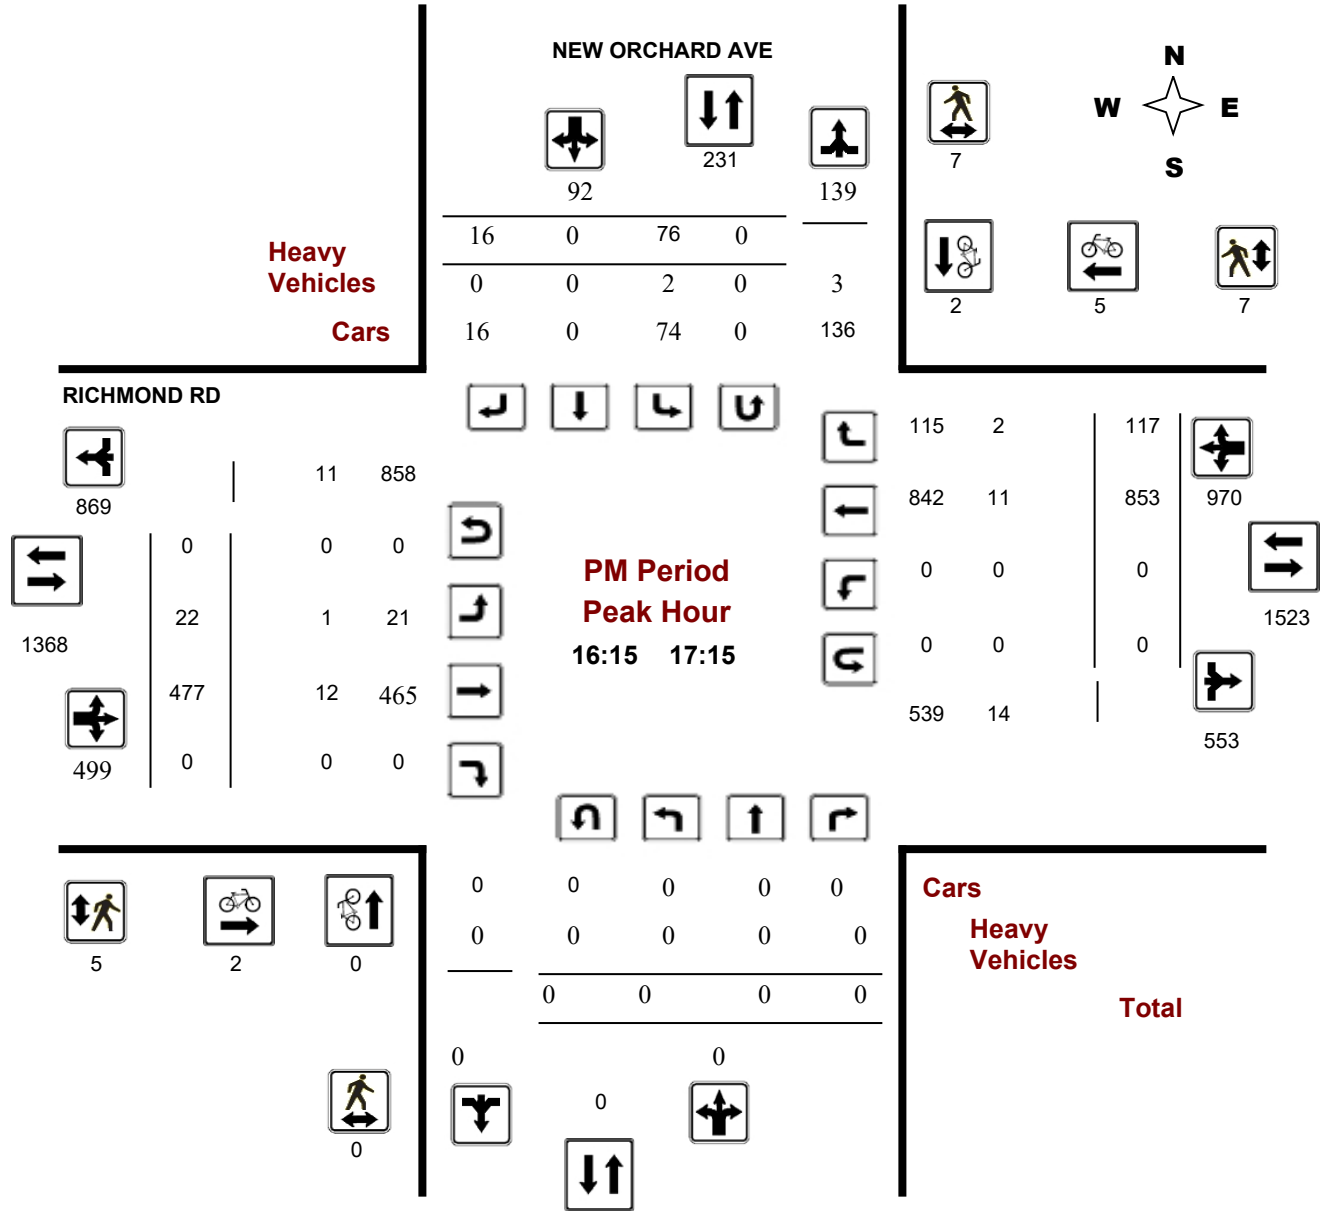 NEW ORCHARD AVE
N
W E
S
231
92
139
7
16 0 76 0
Heavy
Vehicles
0 0 2 0 3
2 5 7
Cars
16 0 74 0 136
RICHMOND RD
115 2 117
11 858
869
842 11 853 970
0 0 0
PM Period
Peak Hour
16:15 17:15
0 0 0
22 1 21
1368
1523
0 0 0
477 12 465
539 14
553
499
0 0 0
0 0 0 0 0
Cars
0 0 0 0 0
Heavy
Vehicles
5 2 0
0 0 0 0
Total
0 0
0
0